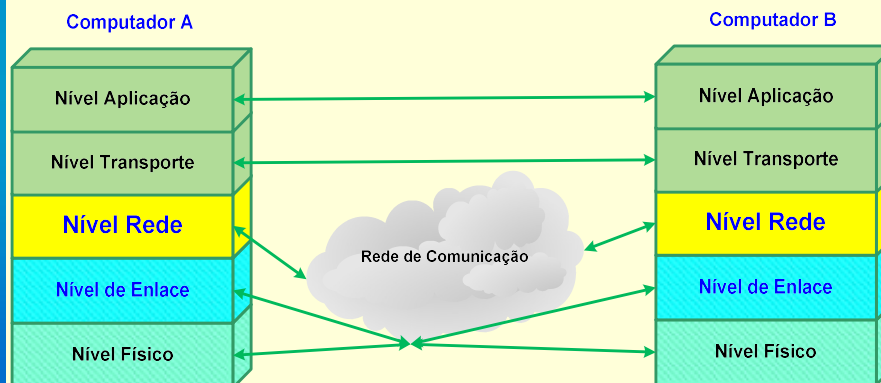 Computador A
Computador B
Nível Aplicação
Nível Aplicação
Nível Transporte
Nível Transporte
Nível Rede
Nível Rede
Rede de Comunicação
Nível de Enlace
Nível de Enlace
Nível Físico
Nível Físico